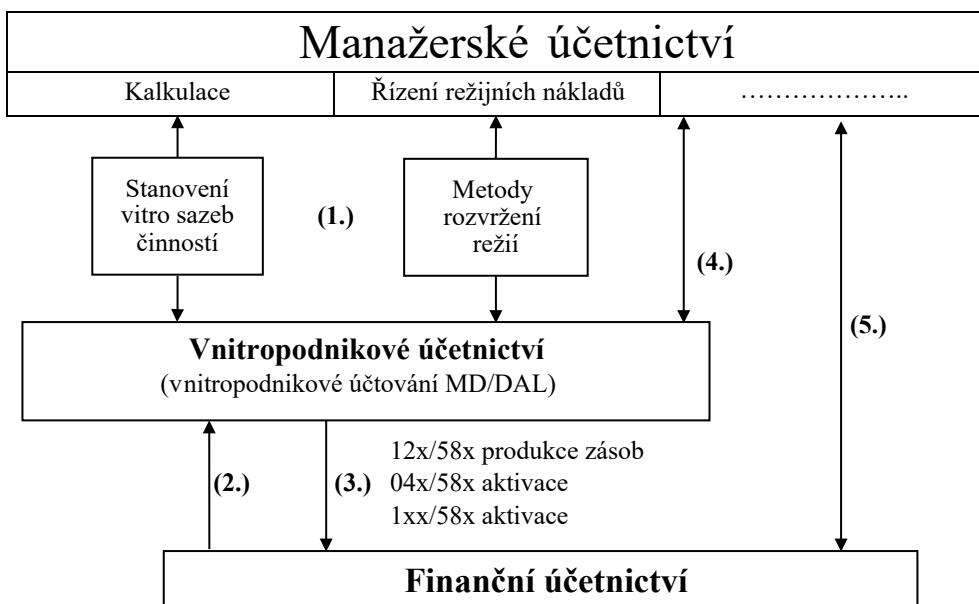 Manažerské účetnictví
Kalkulace
Řízení režijních nákladů
………………..
Stanovení
vitro sazeb
činností
(1.)
Metody
rozvržení
režií
(4.)
(5.)
Vnitropodnikové účetnictví
(vnitropodnikové účtování MD/DAL)
(2.)
(3.)
12x/58x produkce zásob
04x/58x aktivace
1xx/58x aktivace
Finanční účetnictví